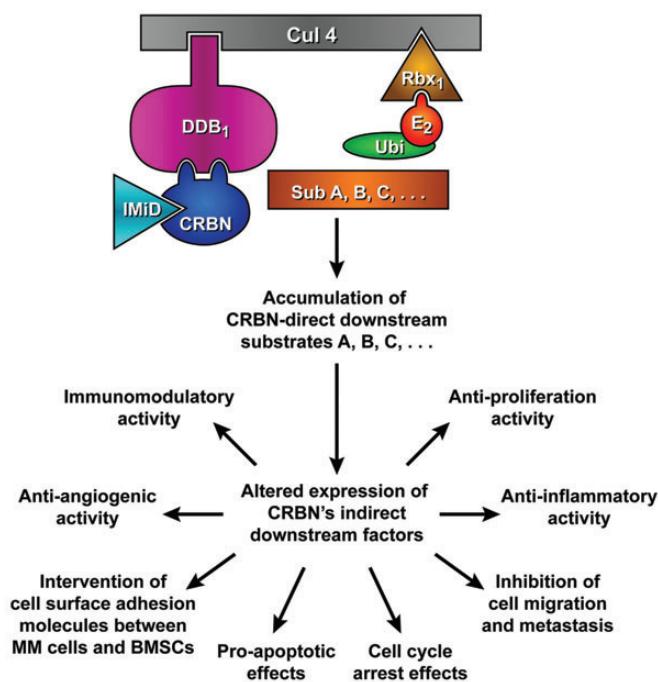 Cul 4
Rbx1
DDB1
E2
Ubi
IMiD
CRBN
Sub A, B, C, . . .
Accumulation of
CRBN-direct downstream
substrates A, B, C, . . .
Immunomodulatory
activity
Anti-proliferation
activity
Anti-angiogenic
activity
Altered expression of
CRBN's indirect
downstream factors
Anti-inflammatory
activity
Intervention of
cell surface adhesion
molecules between
MM cells and BMSCs
Pro-apoptotic
effects
Cell cycle
arrest effects
Inhibition of
cell migration
and metastasis